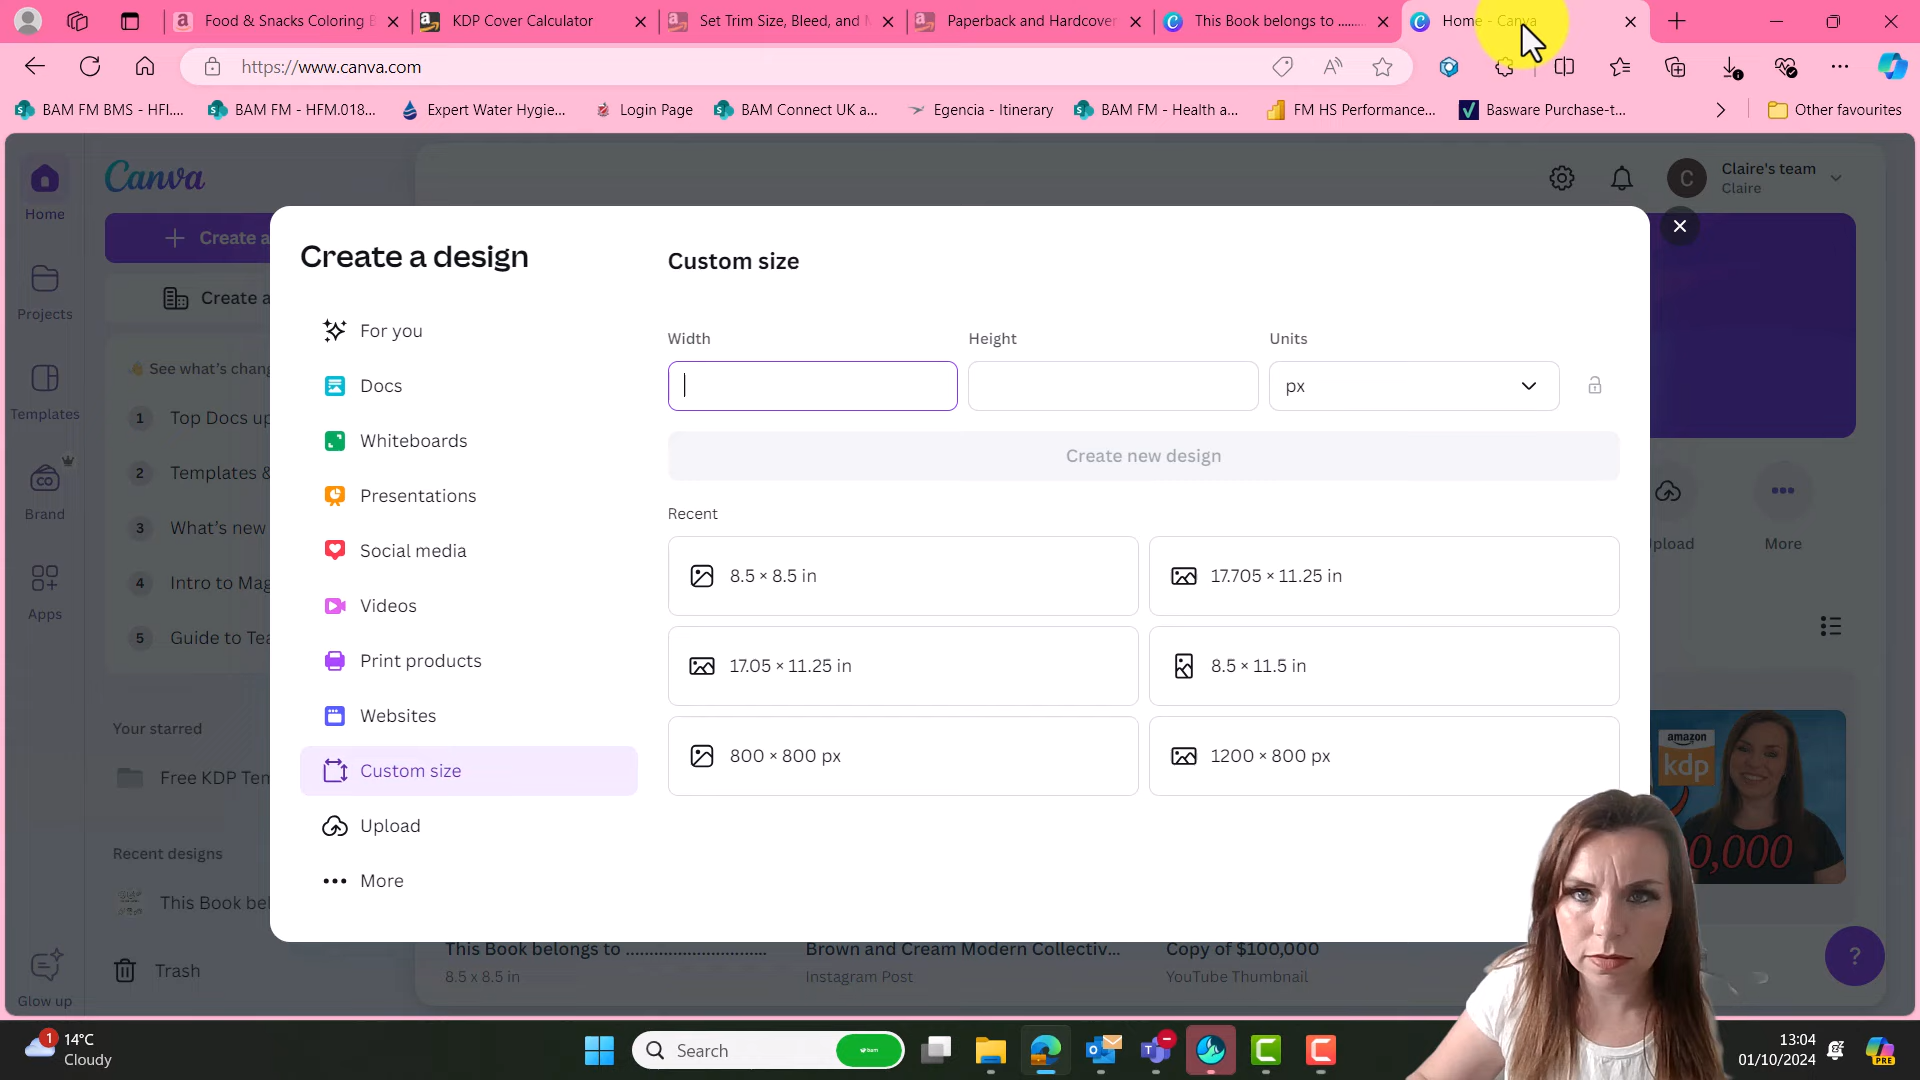 Food & Snacks Coloring B
KDP Cover Calculator
Set Trim Size, Bleed, and M
Paperback and Hardcover
This Book belongs to ........
Home - Canva
https://www.canva.com
BAM FM BMS - HFI....
BAM FM - HFM.018...
Expert Water Hygie...
Login Page
BAM Connect UK a...
Egencia - Itinerary
BAM FM - Health a...
FM HS Performance...
Basware Purchase-t...
Other favourites
Canva
Claire's team
Claire
C
Home
Create a
Projects
Create a
See what's chang
Templates
1 Top Docs up
2 Templates &
Brand
3 What's new
4 Intro to Mag
Apps
5 Guide to Tea
Your starred
Free KDP Tem
Recent designs
This Book bel
Trash
Glow up
Create a design
For you
Docs
Whiteboards
Presentations
Social media
Videos
Print products
Websites
Custom size
Upload
More
Custom size
Width
Height
Units
px
Create new design
Recent
8.5 × 8.5 in
17.705 × 11.25 in
17.05 × 11.25 in
8.5 × 11.5 in
800 × 800 px
1200 × 800 px
pload
More
amazon
kdp
0,000
This Book belongs to ..............................
8.5 x 8.5 in
Brown and Cream Modern Collectiv...
Instagram Post
Copy of $100,000
YouTube Thumbnail
?
1
14°C
Cloudy
Search
bam
13:04
01/10/2024
PRE